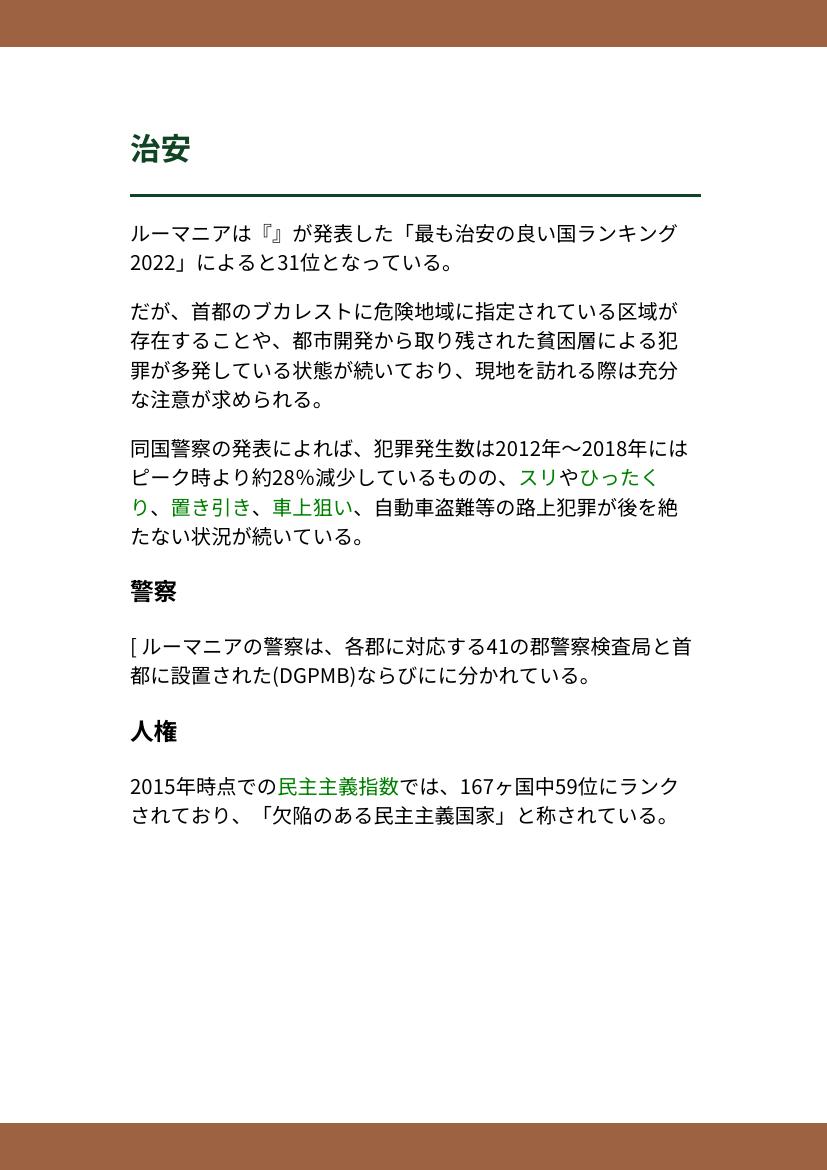 治安
ルーマニアは『』が発表した「最も治安の良い国ランキング
2022」によると31位となっている。
だが、首都のブカレストに危険地域に指定されている区域が
存在することや、都市開発から取り残された貧困層による犯
罪が多発している状態が続いており、現地を訪れる際は充分
な注意が求められる。
同国警察の発表によれば、犯罪発生数は2012年〜2018年には
ピーク時より約28%減少しているものの、スリやひったく
り、置き引き、車上狙い、自動車盗難等の路上犯罪が後を絶
たない状況が続いている。
警察
[ ルーマニアの警察は、各郡に対応する41の郡警察検査局と首
都に設置された(DGPMB)ならびにに分かれている。
人権
2015年時点での民主主義指数では、167ヶ国中59位にランク
されており、「欠陥のある民主主義国家」と称されている。